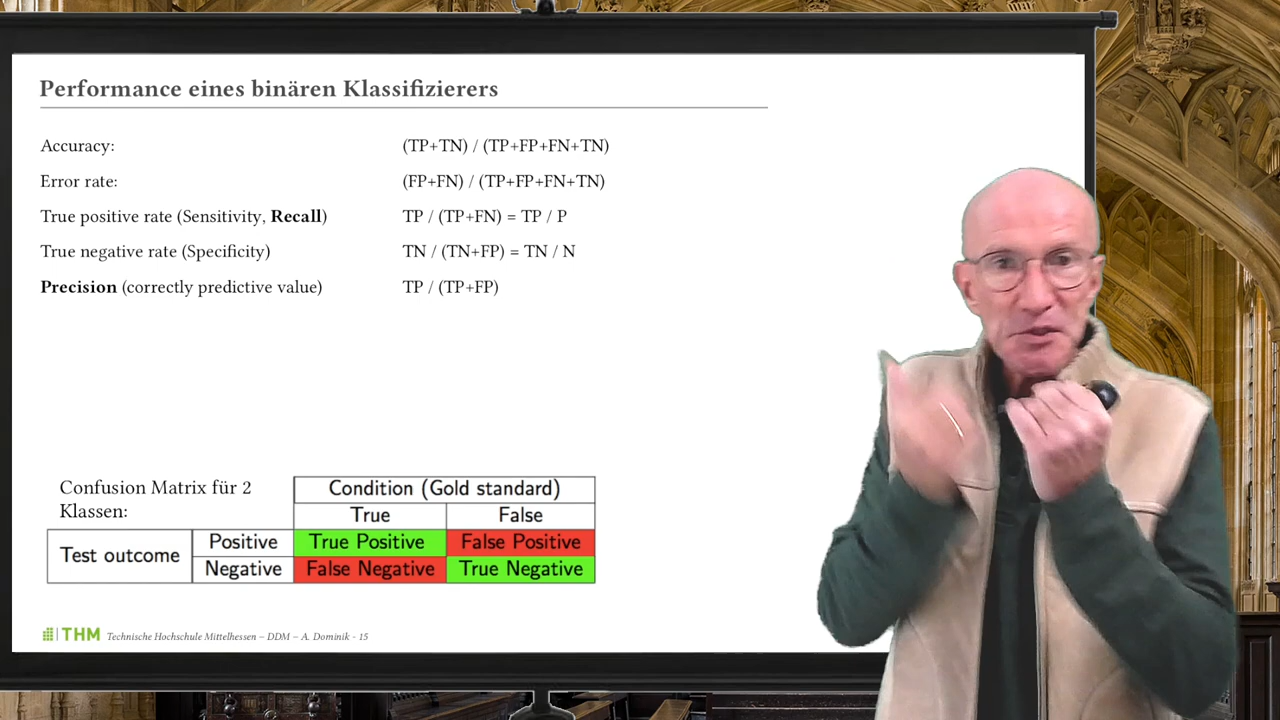 Performance eines binären Klassifizierers
Accuracy: (TP+TN) / (TP+FP+FN+TN)
Error rate: (FP+FN) / (TP+FP+FN+TN)
True positive rate (Sensitivity, Recall) TP / (TP+FN) = TP / P
True negative rate (Specificity) TN / (TN+FP) = TN / N
Precision (correctly predictive value) TP / (TP+FP)
Confusion Matrix für 2
Klassen:
Condition (Gold standard)
True False
Test outcome
Positive True Positive False Positive
Negative False Negative True Negative
THM Technische Hochschule Mittelhessen – DDM – A. Dominik - 15